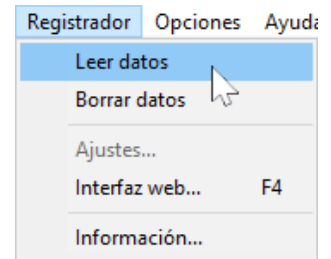 Registrador Opciones Ayuda
Leer datos
Borrar datos
Ajustes...
Interfaz web... F4
Información...